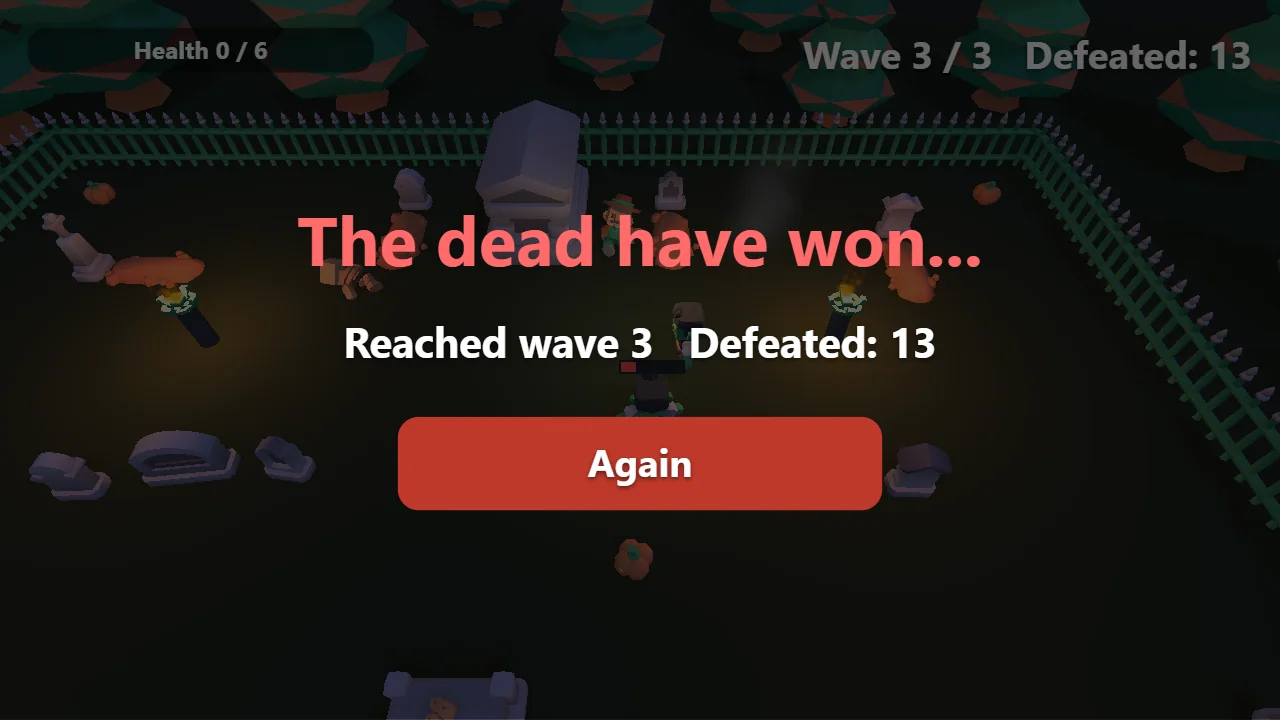 Health 0 / 6
Wave 3 / 3 Defeated: 13
The dead have won...
Reached wave 3 Defeated: 13
Again